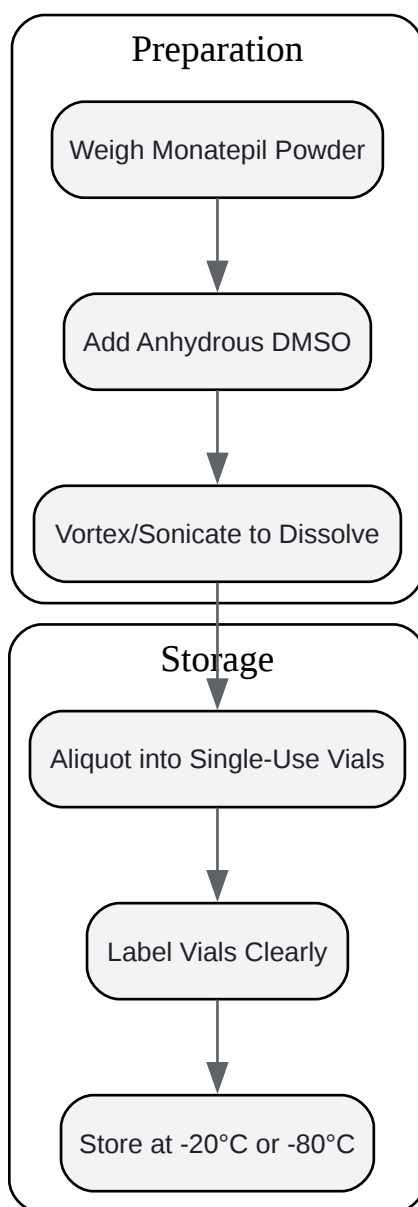 Preparation
Weigh Monatepil Powder
Add Anhydrous DMSO
Vortex/Sonicate to Dissolve
Storage
Aliquot into Single-Use Vials
Label Vials Clearly
Store at -20°C or -80°C